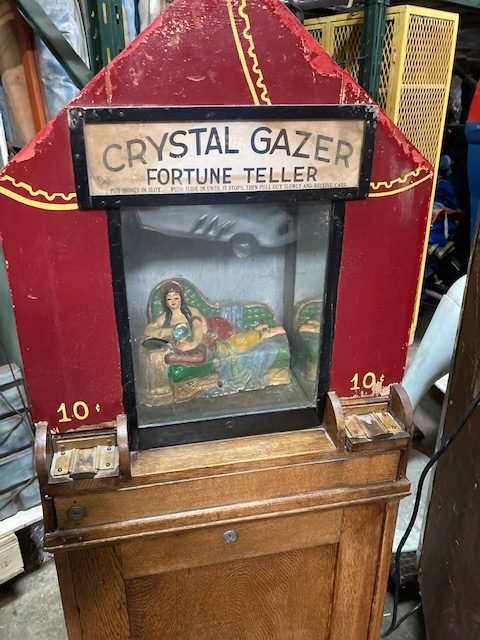 CRYSTAL GAZER
FORTUNE TELLER
PUT MONEY IN SLOT. PUSH SLIDE IN UNTIL IT STOPS, THEN PULL OUT SLOWLY AND RECEIVE CARD
10¢
10¢